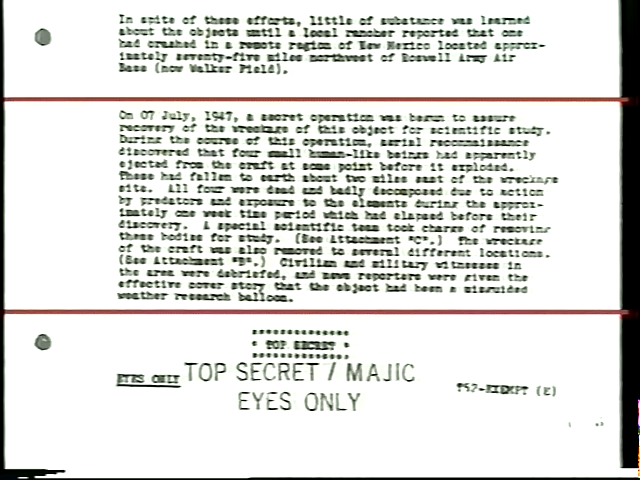 In spite of these efforts, little of substance was learned
about the objects until a local rancher reported that one
had crashed in a remote region of New Mexico located approx-
imately seventy-five miles northwest of Roswell Army Air
Base (now Walker Field).
On 07 July, 1947, a secret operation was begun to assure
recovery of the wreckage of this object for scientific study.
During the course of this operation, aerial reconnaissance
discovered that four small human-like beings had apparently
ejected from the craft at some point before it exploded.
These had fallen to earth about two miles east of the wreckage
site. All four were dead and badly decomposed due to action
by predators and exposure to the elements during the approx-
imately one week time period which had elapsed before their
discovery. A special scientific team took charge of removing
these bodies for study. (See Attachment "C".) The wreckage
of the craft was also removed to several different locations.
(See Attachment "B".) Civilian and military witnesses in
the area were debriefed, and news reporters were given the
effective cover story that the object had been a misguided
weather research balloon.
***************
* TOP SECRET *
***************
EYES ONLY TOP SECRET / MAJIC
EYES ONLY
T52-EXEMPT (E)